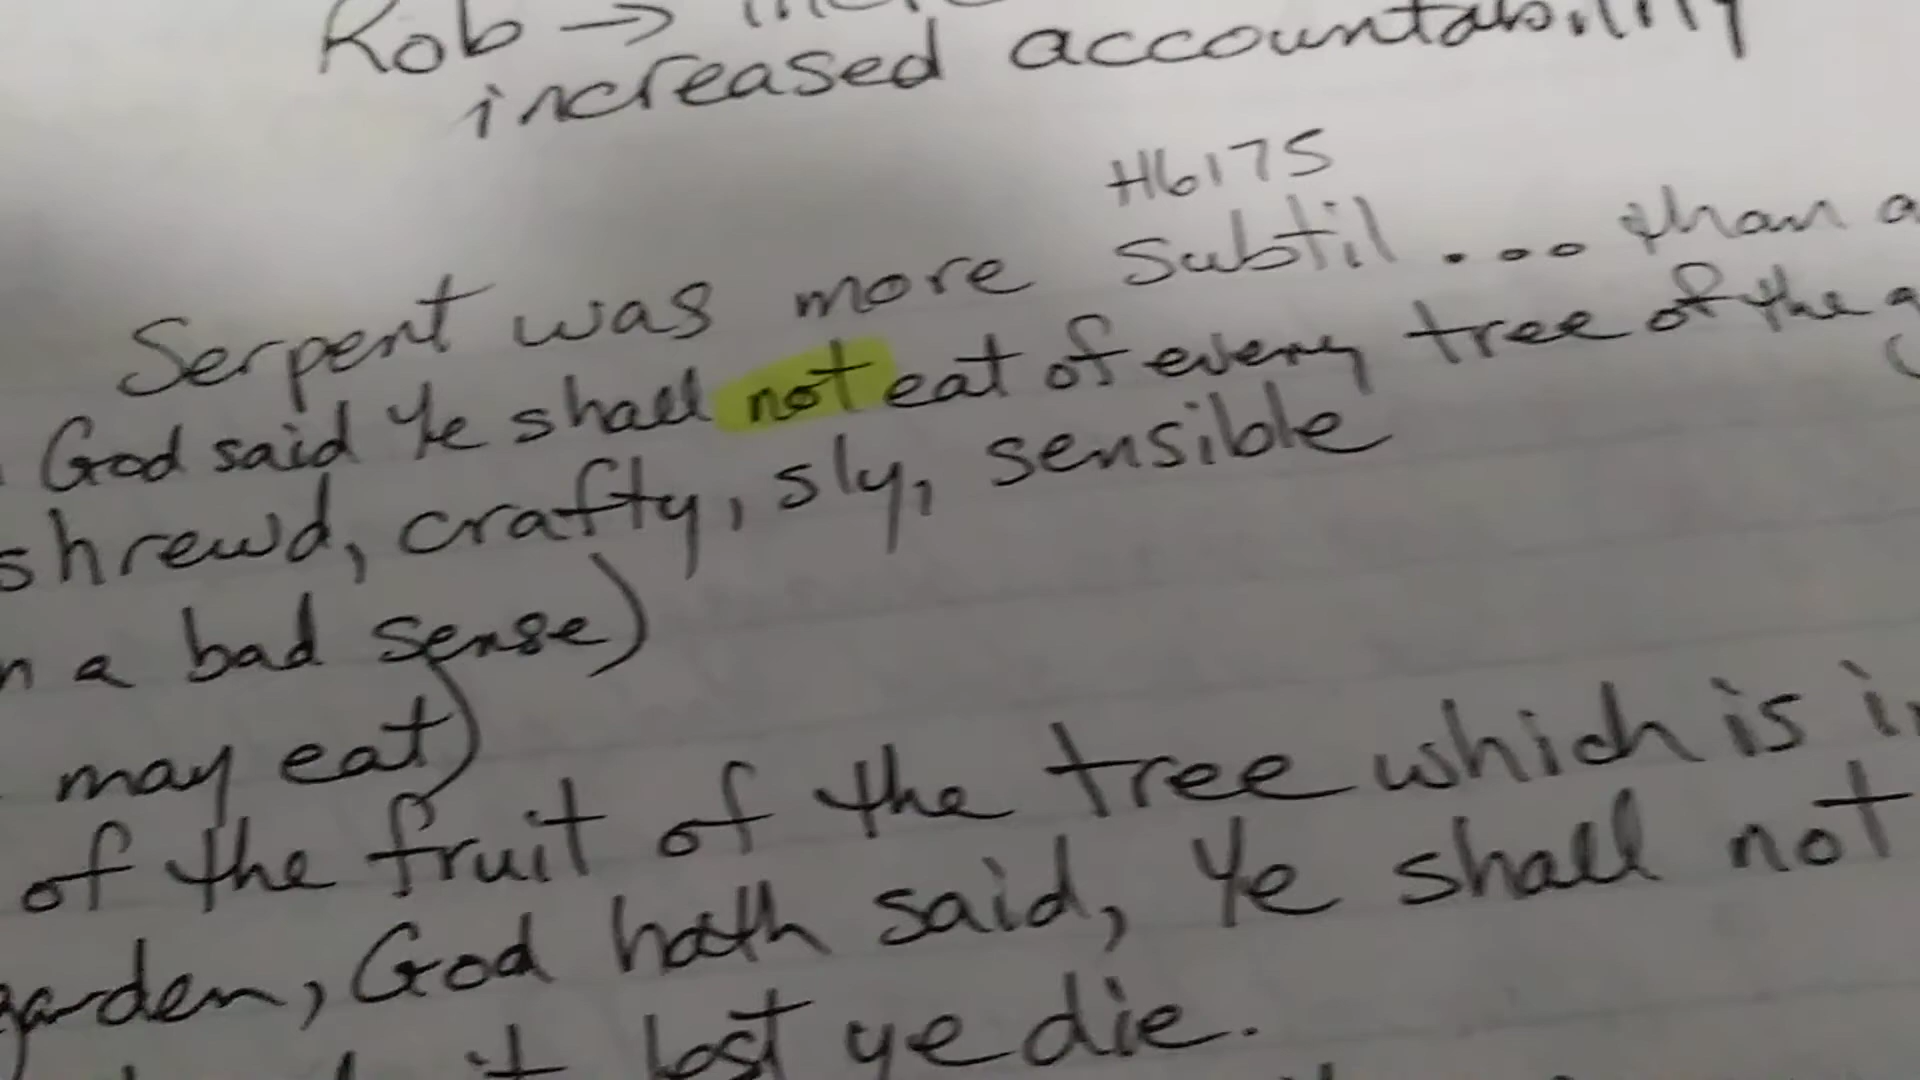 Rob →
increased accountability
H6175
Serpent was more Subtil ... than
God said Ye shall not eat of every tree of the
shrewd, crafty, sly, sensible
a bad sense)
may eat)
of the fruit of the tree which is
garden, God hath said, Ye shall not
lest ye die.